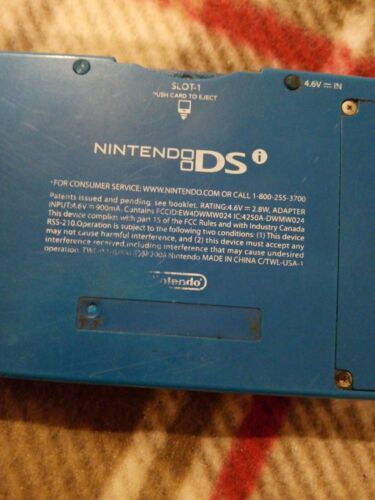 SLOT-1
PUSH CARD TO EJECT
4.6V ⎓ IN
NINTENDO DS i
*FOR CONSUMER SERVICE: WWW.NINTENDO.COM OR CALL 1-800-255-3700
Patents issued and pending, see booklet. RATING:4.6V ⎓ 2.8W, ADAPTER
INPUT:4.6V ⎓ 900mA. Contains FCCID:EW4DWMW024 IC:4250A-DWMW024
This device complies with part 15 of the FCC Rules and with Industry Canada
RSS-210.Operation is subject to the following two conditions: (1) This device
may not cause harmful interference, and (2) this device must accept any
interference received,including interference that may cause undesired
operation. Nintendo MADE IN CHINA C/TWL-USA-1
Nintendo